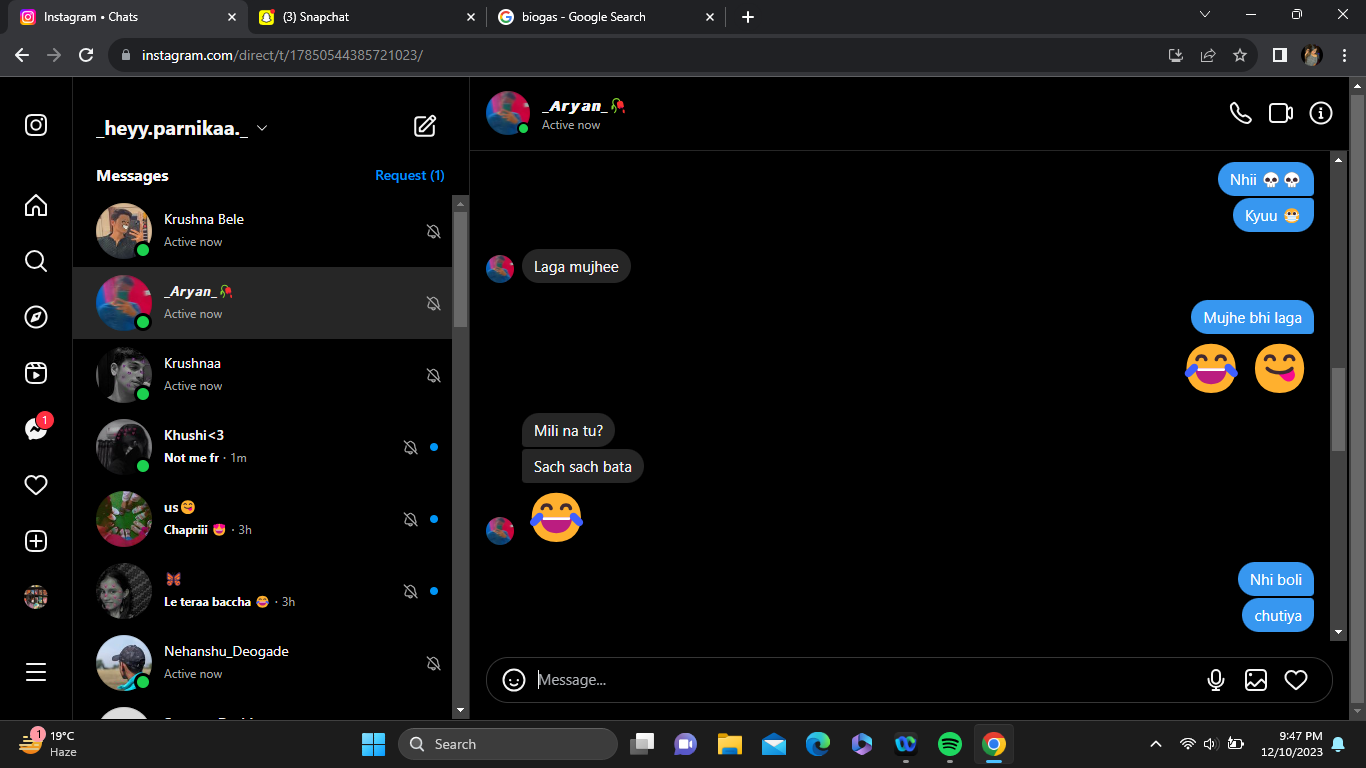 Instagram • Chats
(3) Snapchat
biogas - Google Search
instagram.com/direct/t/17850544385721023/
_heyy.parnikaa._
Messages
Request (1)
Krushna Bele
Active now
_𝘼𝙧𝙮𝙖𝙣_🥀
Active now
Krushnaa
Active now
1
Khushi<3
Not me fr · 1m
us😋
Chapriii 🤩 · 3h
🦋
Le teraa baccha 😂 · 3h
Nehanshu_Deogade
Active now
_𝘼𝙧𝙮𝙖𝙣_🥀
Active now
Nhii 💀💀
Kyuu 😷
Laga mujhee
Mujhe bhi laga
😂 😋
Mili na tu?
Sach sach bata
😂
Nhi boli
chutiya
Message...
1
19°C
Haze
Search
9:47 PM
12/10/2023